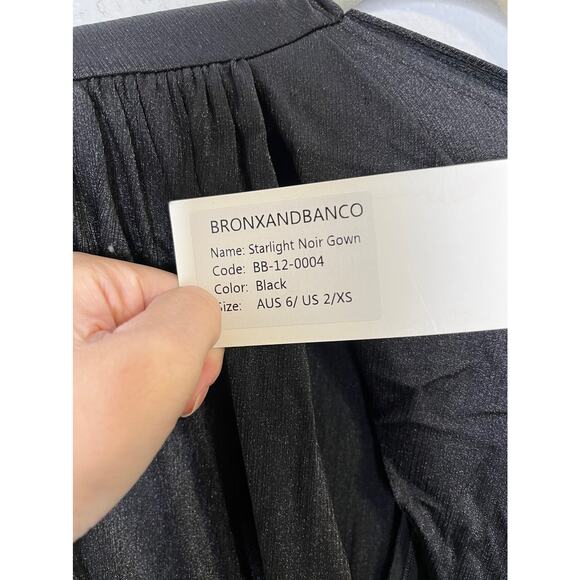 BRONXANDBANCO
Name: Starlight Noir Gown
Code: BB-12-0004
Color: Black
Size: AUS 6/ US 2/XS